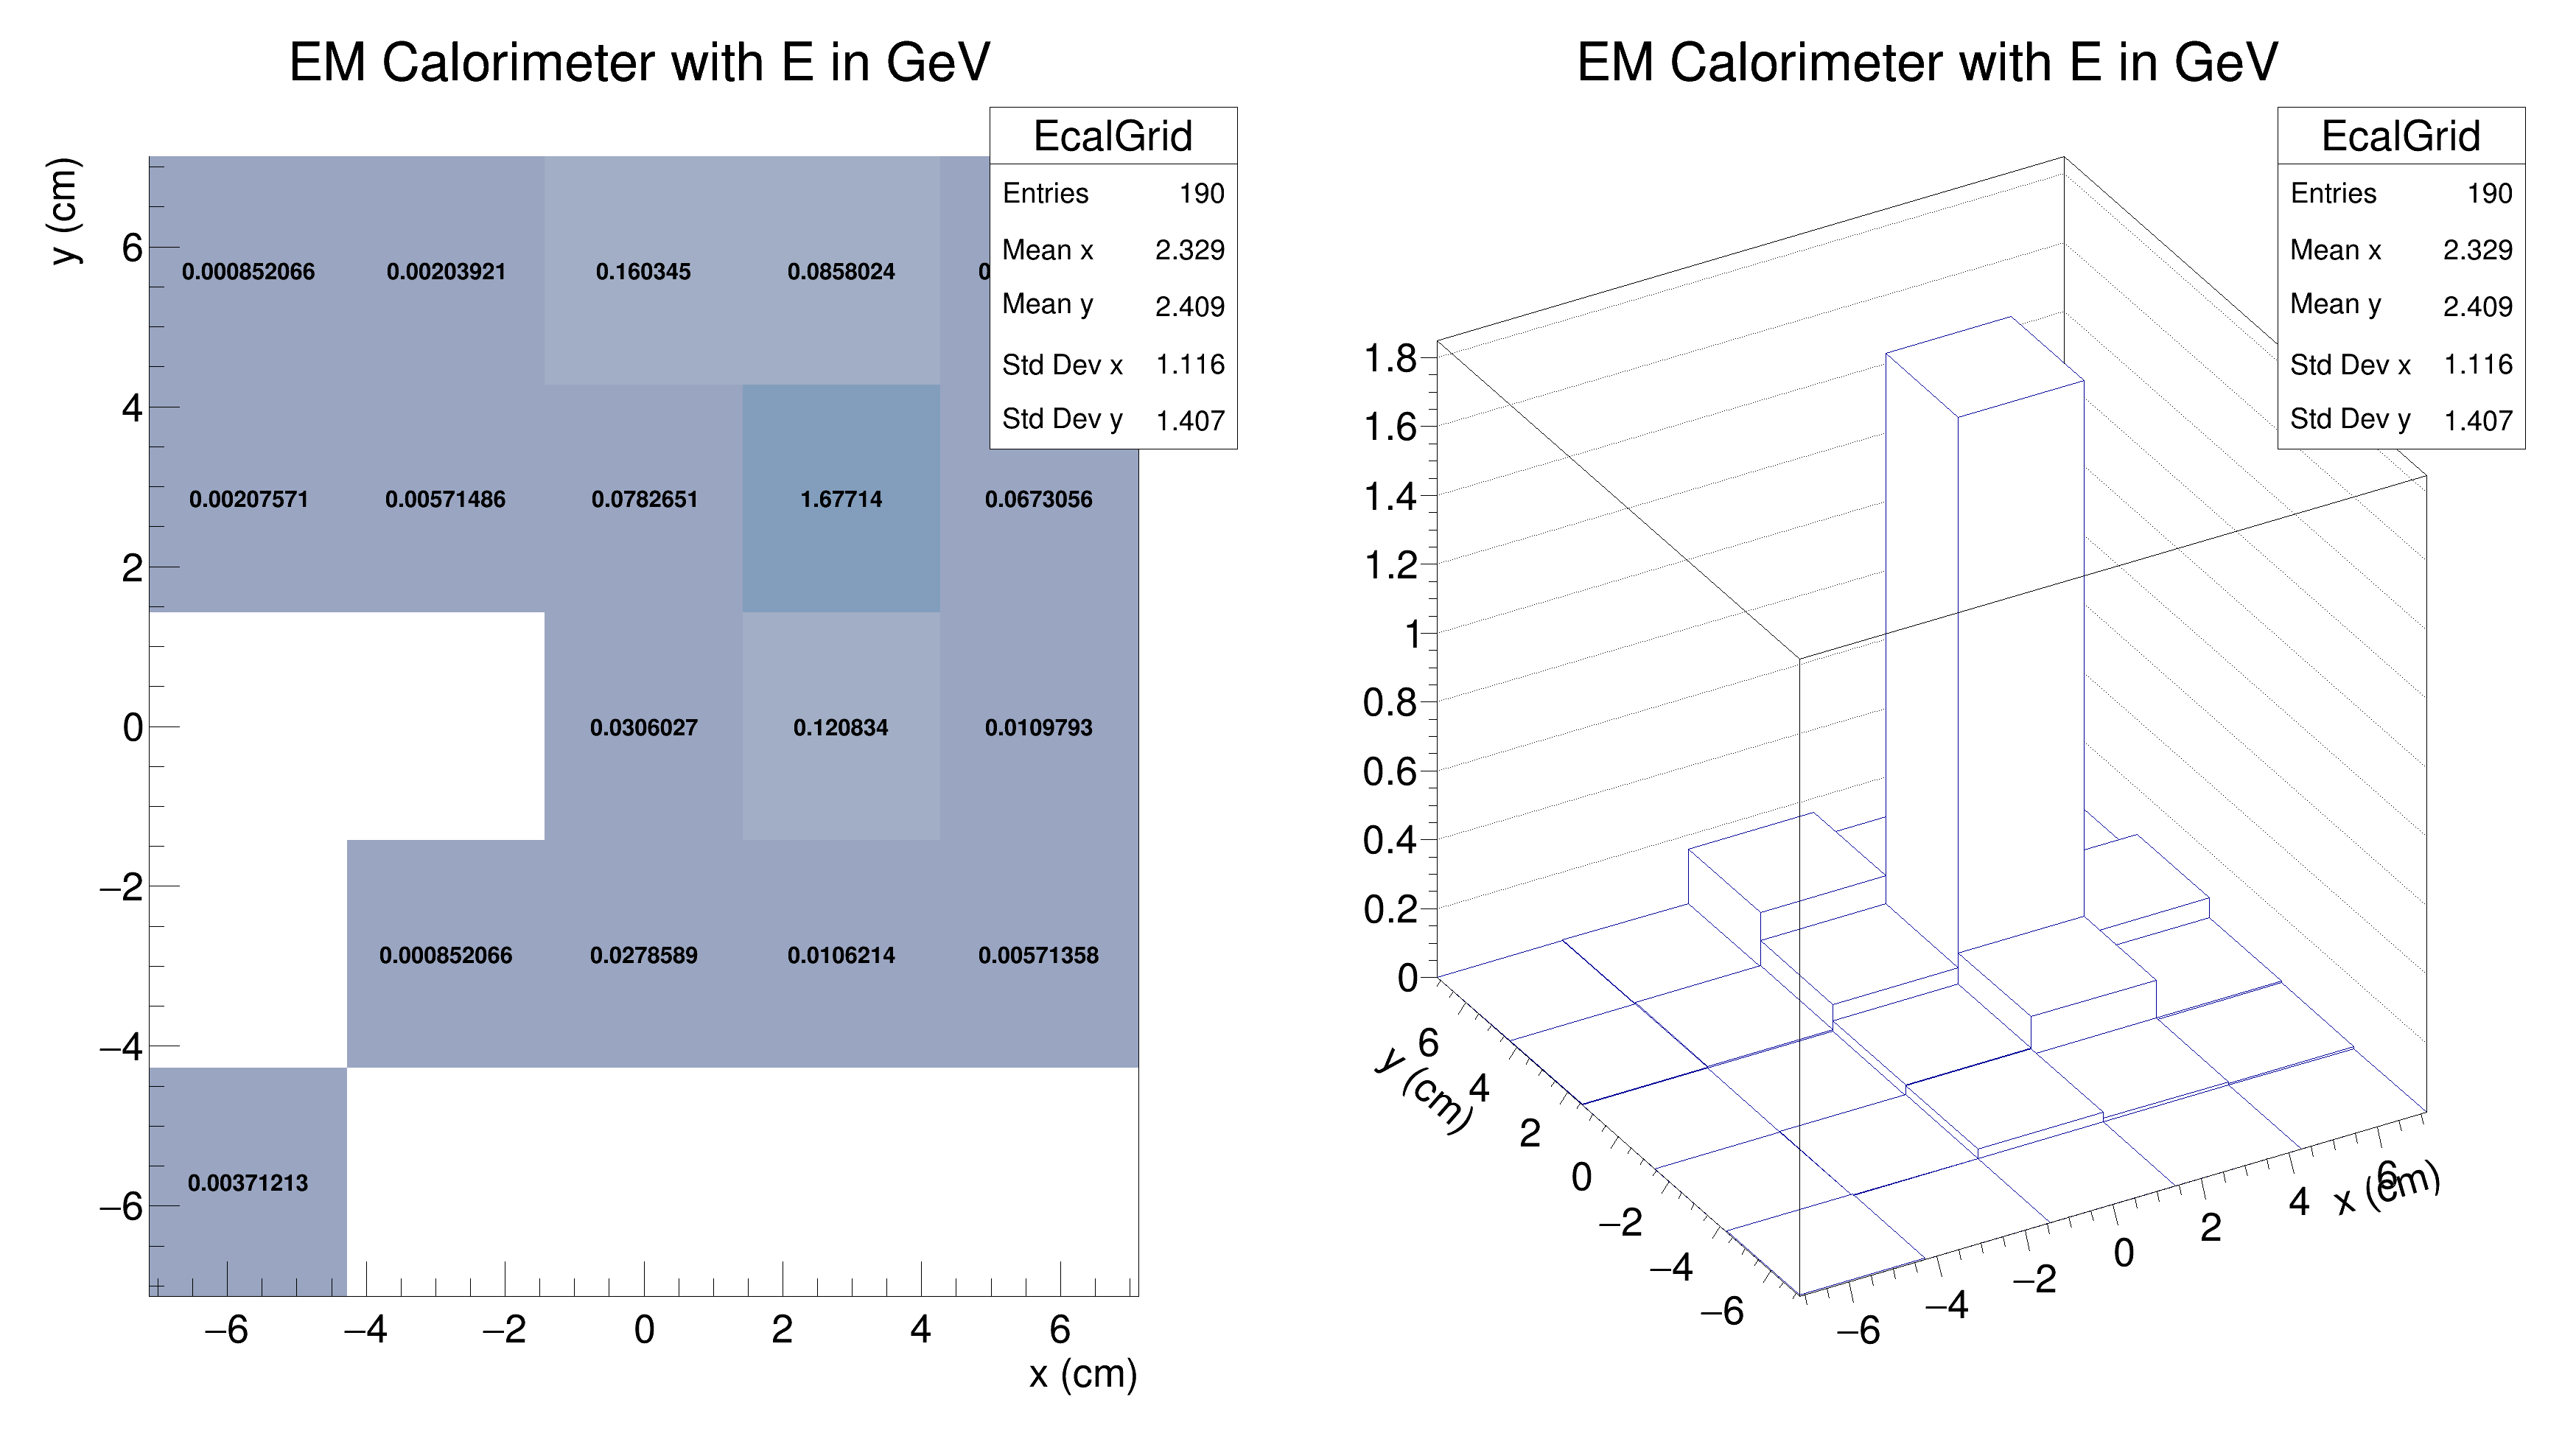 EM Calorimeter with E in GeV
EcalGrid
Entries 190
Mean x 2.329
Mean y 2.409
Std Dev x 1.116
Std Dev y 1.407
y (cm)
6
4
2
0
−2
−4
−6
0.000852066 0.00203921 0.160345 0.0858024
0.00207571 0.00571486 0.0782651 1.67714 0.0673056
0.0306027 0.120834 0.0109793
0.000852066 0.0278589 0.0106214 0.00571358
0.00371213
−6 −4 −2 0 2 4 6
x (cm)
EM Calorimeter with E in GeV
EcalGrid
Entries 190
Mean x 2.329
Mean y 2.409
Std Dev x 1.116
Std Dev y 1.407
1.8
1.6
1.4
1.2
1
0.8
0.6
0.4
0.2
0
6
4
2
0
−2
−4
−6
y (cm)
−6
−4
−2
0
2
4
6
x (cm)